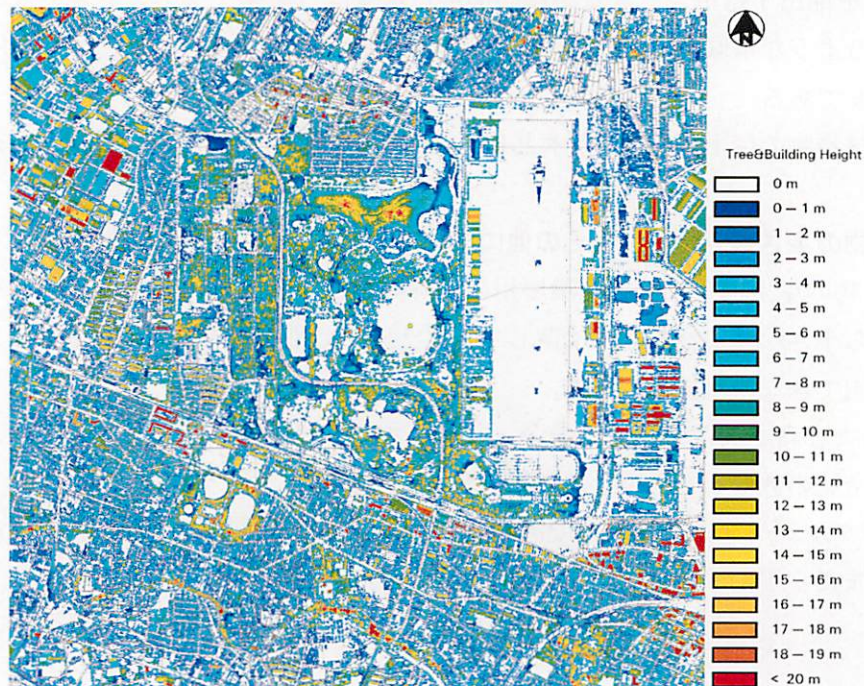 N
Tree&Building Height
0 m
0 — 1 m
1 — 2 m
2 — 3 m
3 — 4 m
4 — 5 m
5 — 6 m
6 — 7 m
7 — 8 m
8 — 9 m
9 — 10 m
10 — 11 m
11 — 12 m
12 — 13 m
13 — 14 m
14 — 15 m
15 — 16 m
16 — 17 m
17 — 18 m
18 — 19 m
< 20 m